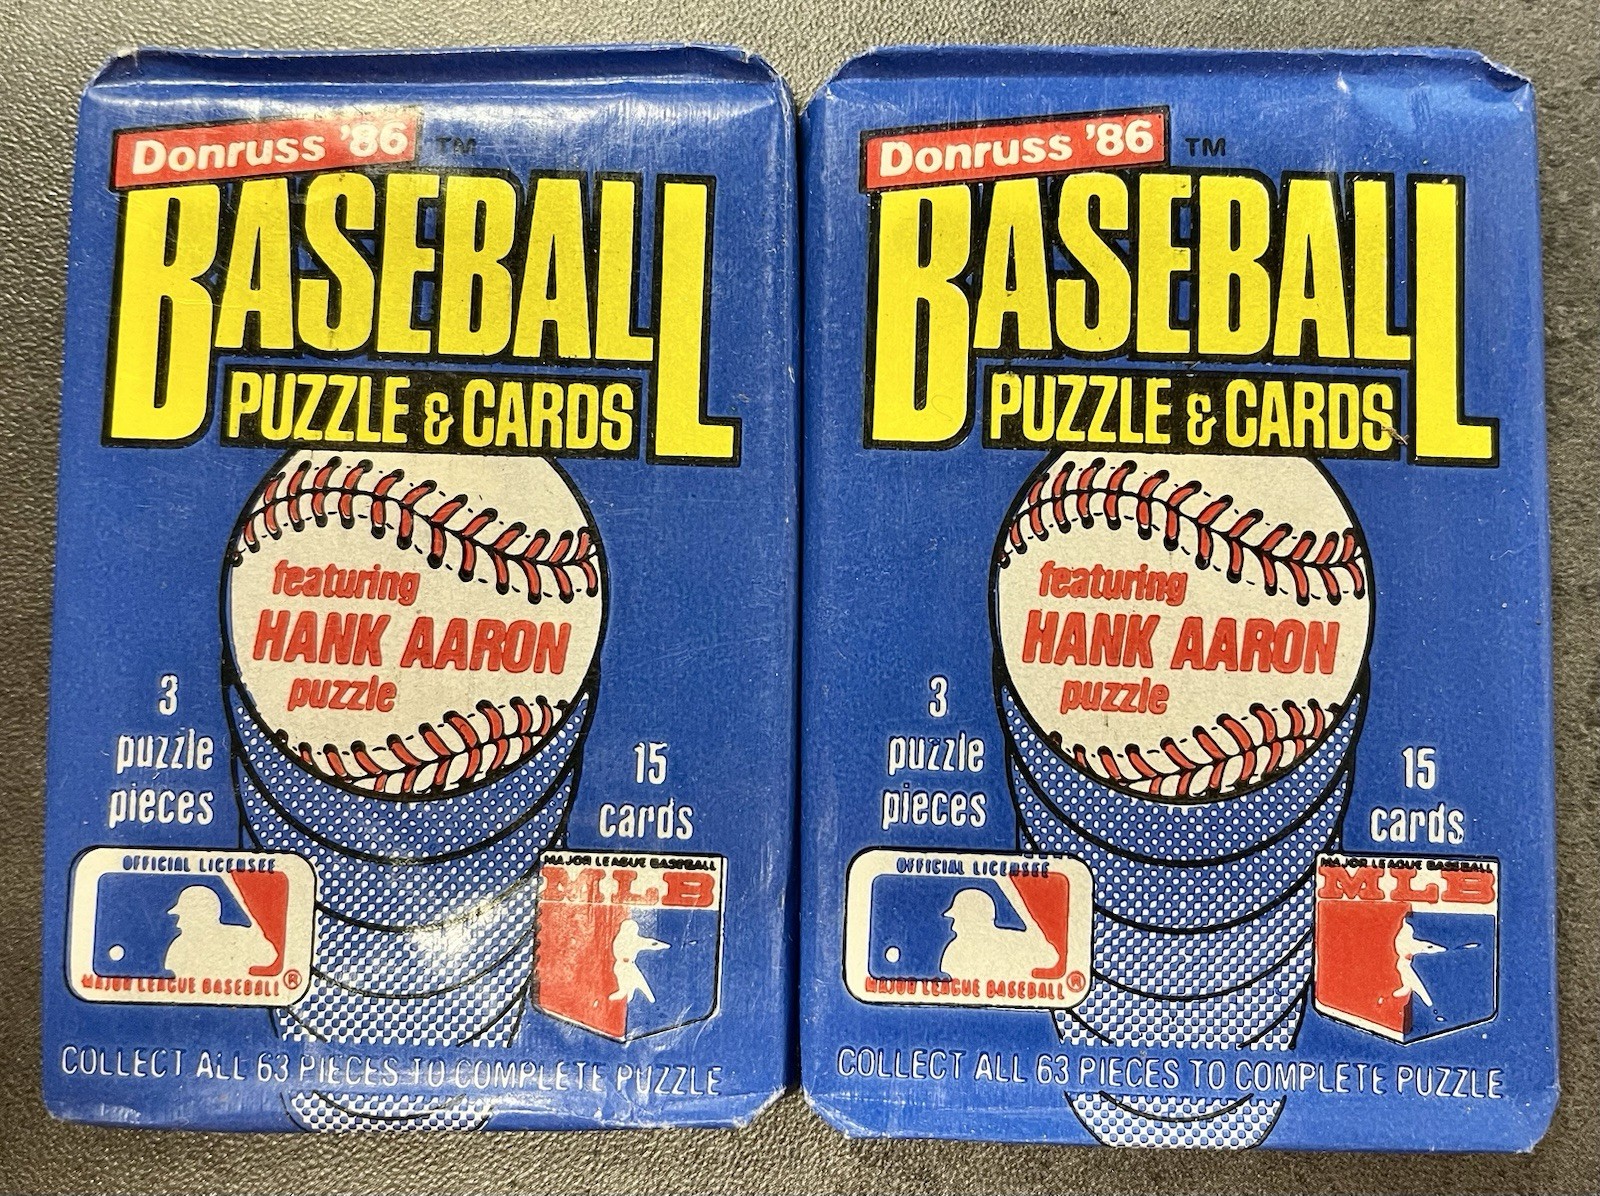 Donruss '86 TM
BASEBALL
PUZZLE & CARDS
featuring
HANK AARON
puzzle
3
puzzle
pieces
15
cards
OFFICIAL LICENSEE
MAJOR LEAGUE BASEBALL ®
MAJOR LEAGUE BASEBALL
MLB
COLLECT ALL 63 PIECES TO COMPLETE PUZZLE
Donruss '86 TM
BASEBALL
PUZZLE & CARDS
featuring
HANK AARON
puzzle
3
puzzle
pieces
15
cards
OFFICIAL LICENSEE
MAJOR LEAGUE BASEBALL ®
MAJOR LEAGUE BASEBALL
MLB
COLLECT ALL 63 PIECES TO COMPLETE PUZZLE